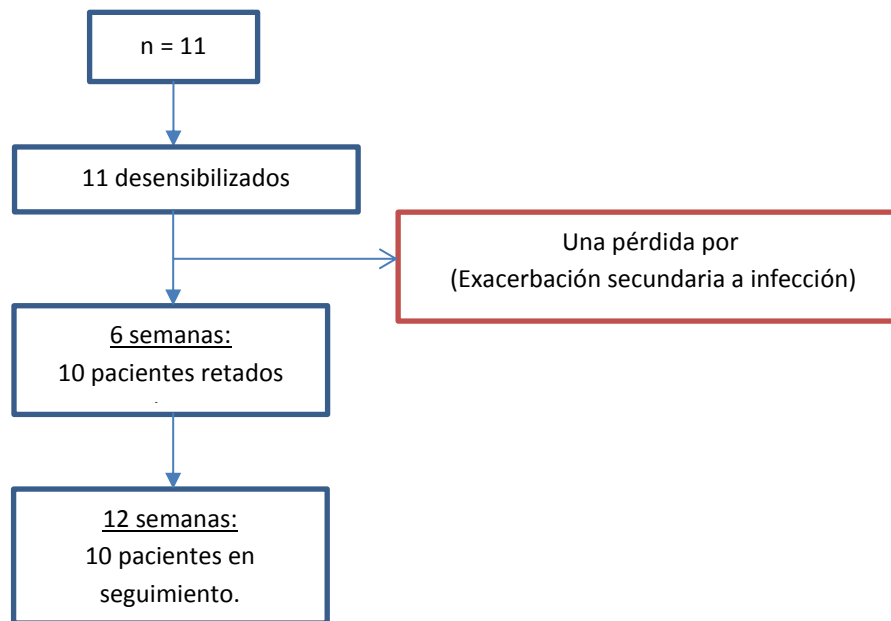 n = 11
11 desensibilizados
Una pérdida por
(Exacerbación secundaria a infección)
6 semanas:
10 pacientes retados
12 semanas:
10 pacientes en
seguimiento.